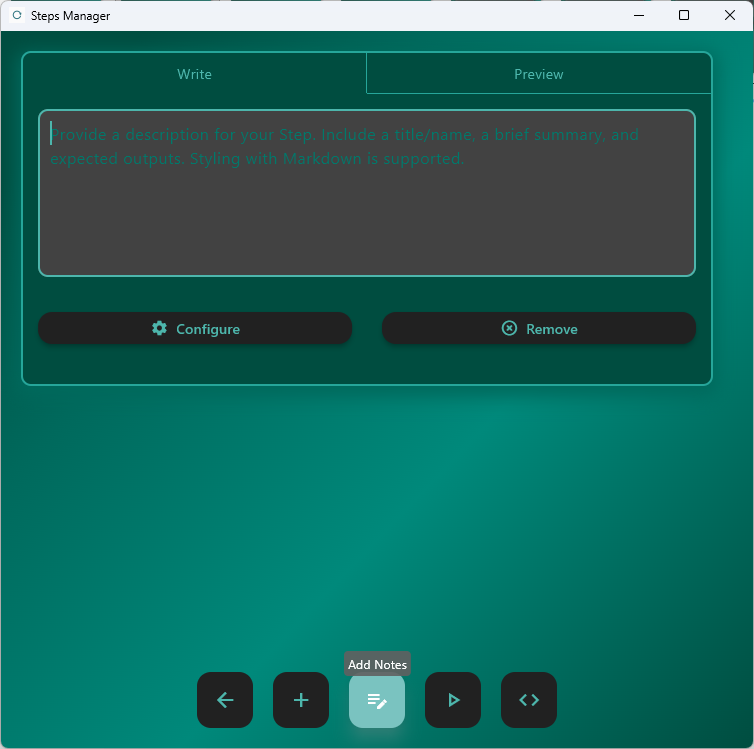 Steps Manager
Write
Preview
Provide a description for your Step. Include a title/name, a brief summary, and
expected outputs. Styling with Markdown is supported.
Configure
Remove
Add Notes